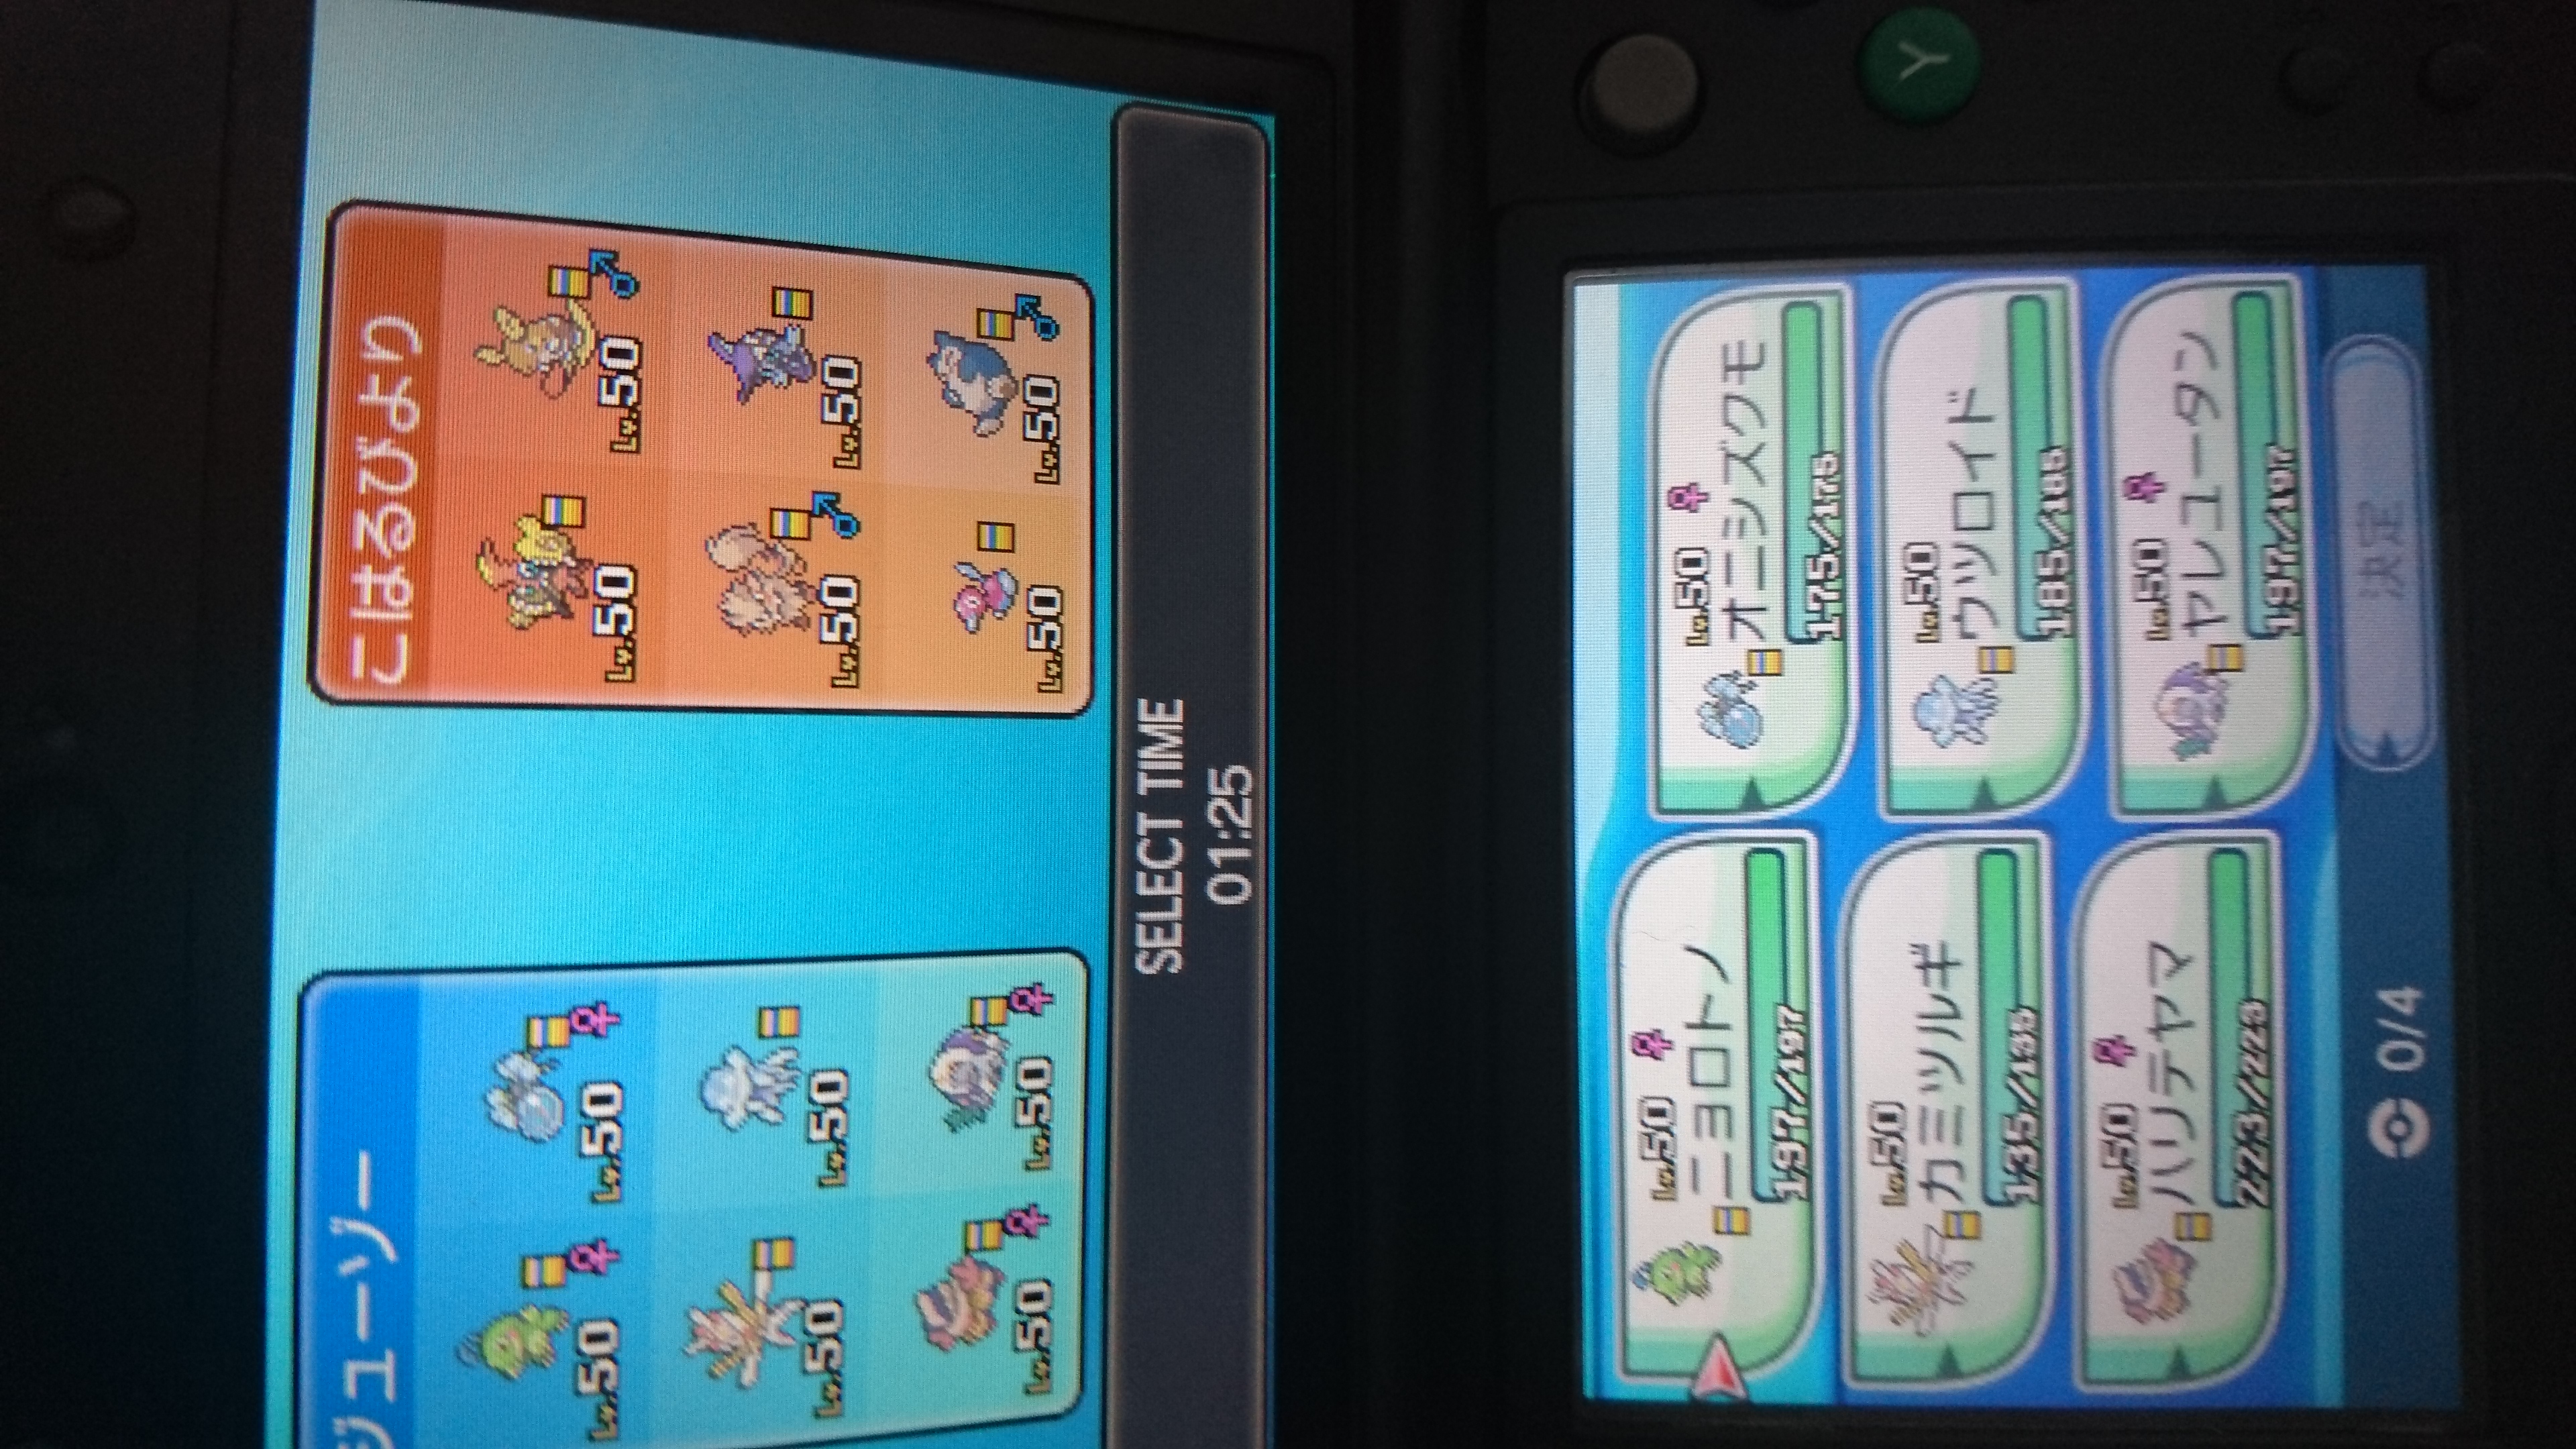 ジューゾー
こはるびより
Lv.50 ♀ Lv.50 ♀
Lv.50 Lv.50 ♂
Lv.50 Lv.50
Lv.50 ♂ Lv.50
Lv.50 ♀ Lv.50 ♀
Lv.50 Lv.50 ♂
SELECT TIME
01:25
Lv.50 ♀
ニョロトノ
197/197
Lv.50 ♀
オニシズクモ
175/175
Lv.50
カミツルギ
135/135
Lv.50
ウツロイド
185/185
Lv.50 ♀
ハリテヤマ
223/223
Lv.50 ♀
ヤレユータン
197/197
0/4
決定
Y